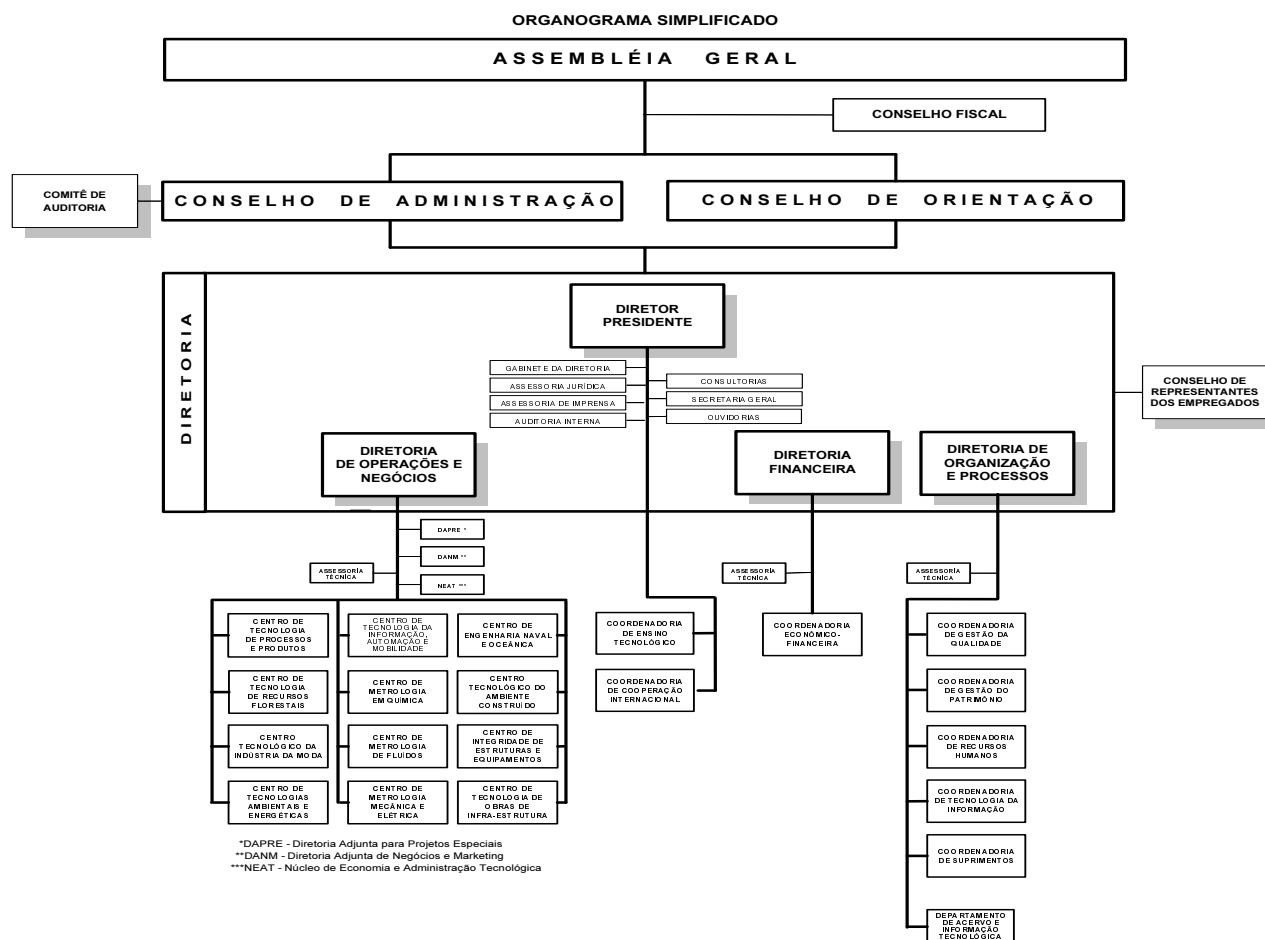 ORGANOGRAMA SIMPLIFICADO
ASSEMBLÉIA GERAL
CONSELHO FISCAL
COMITÊ DE
AUDITORIA
CONSELHO DE ADMINISTRAÇÃO
CONSELHO DE ORIENTAÇÃO
DIRETORIA
DIRETOR
PRESIDENTE
GABINETE DA DIRETORIA
ASSESSORIA JURÍDICA
ASSESSORIA DE IMPRENSA
AUDITORIA INTERNA
CONSULTORIAS
SECRETARIA GERAL
OUVIDORIAS
CONSELHO DE
REPRESENTANTES
DOS EMPREGADOS
DIRETORIA
DE OPERAÇÕES E
NEGÓCIOS
DIRETORIA
FINANCEIRA
DIRETORIA DE
ORGANIZAÇÃO
E PROCESSOS
DAPRE *
DANM **
NEAT ***
ASSESSORIA
TÉCNICA
ASSESSORIA
TÉCNICA
ASSESSORIA
TÉCNICA
CENTRO DE
TECNOLOGIA
DE PROCESSOS
E PRODUTOS
CENTRO DE
TECNOLOGIA
DE RECURSOS
FLORESTAIS
CENTRO
TECNOLÓGICO DA
INDÚSTRIA DA MODA
CENTRO DE
TECNOLOGIAS
AMBIENTAIS E
ENERGÉTICAS
CENTRO DE
TECNOLOGIA DA
INFORMAÇÃO,
AUTOMAÇÃO E
MOBILIDADE
CENTRO DE
METROLOGIA
EM QUÍMICA
CENTRO DE
METROLOGIA
DE FLUÍDOS
CENTRO DE
METROLOGIA
MECÂNICA E
ELÉTRICA
CENTRO DE
ENGENHARIA NAVAL
E OCEÂNICA
CENTRO
TECNOLÓGICO DO
AMBIENTE
CONSTRUÍDO
CENTRO DE
INTEGRIDADE DE
ESTRUTURAS E
EQUIPAMENTOS
CENTRO DE
TECNOLOGIA DE
OBRAS DE
INFRA-ESTRUTURA
COORDENADORIA
DE ENSINO
TECNOLÓGICO
COORDENADORIA
DE COOPERAÇÃO
INTERNACIONAL
COORDENADORIA
ECONÔMICO-
FINANCEIRA
COORDENADORIA
DE GESTÃO DA
QUALIDADE
COORDENADORIA
DE GESTÃO DO
PATRIMÔNIO
COORDENADORIA
DE RECURSOS
HUMANOS
COORDENADORIA
DE TECNOLOGIA DA
INFORMAÇÃO
COORDENADORIA
DE SUPRIMENTOS
DEPARTAMENTO
DE ACERVO E
INFORMAÇÃO
TECNOLÓGICA
*DAPRE - Diretoria Adjunta para Projetos Especiais
**DANM - Diretoria Adjunta de Negócios e Marketing
***NEAT - Núcleo de Economia e Administração Tecnológica